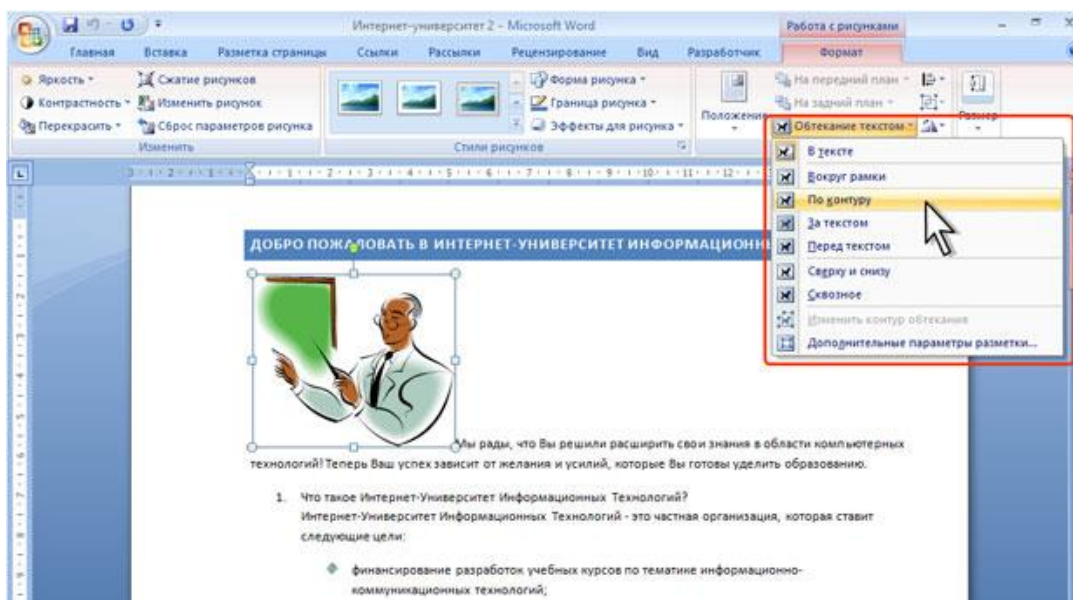 Интернет-университет 2 - Microsoft Word
Работа с рисунками
Главная Вставка Разметка страницы Ссылки Рассылки Рецензирование Вид Разработчик Формат
Яркость
Контрастность
Перекрасить
Сжатие рисунков
Изменить рисунок
Сброс параметров рисунка
Изменить
Форма рисунка
Граница рисунка
Эффекты для рисунка
Стили рисунков
Положение
На передний план
На задний план
Обтекание текстом
Размер
В тексте
Вокруг рамки
По контуру
За текстом
Перед текстом
Сверху и снизу
Сквозное
Изменить контур обтекания
Дополнительные параметры разметки...
ДОБРО ПОЖАЛОВАТЬ В ИНТЕРНЕТ-УНИВЕРСИТЕТ
Мы рады, что Вы решили расширить свои знания в области компьютерных
технологий! Теперь Ваш успех зависит от желания и усилий, которые Вы готовы уделить образованию.
1. Что такое Интернет-Университет Информационных Технологий?
Интернет-Университет Информационных Технологий - это частная организация, которая ставит
следующие цели:
финансирование разработок учебных курсов по тематике информационно-
коммуникационных технологий;